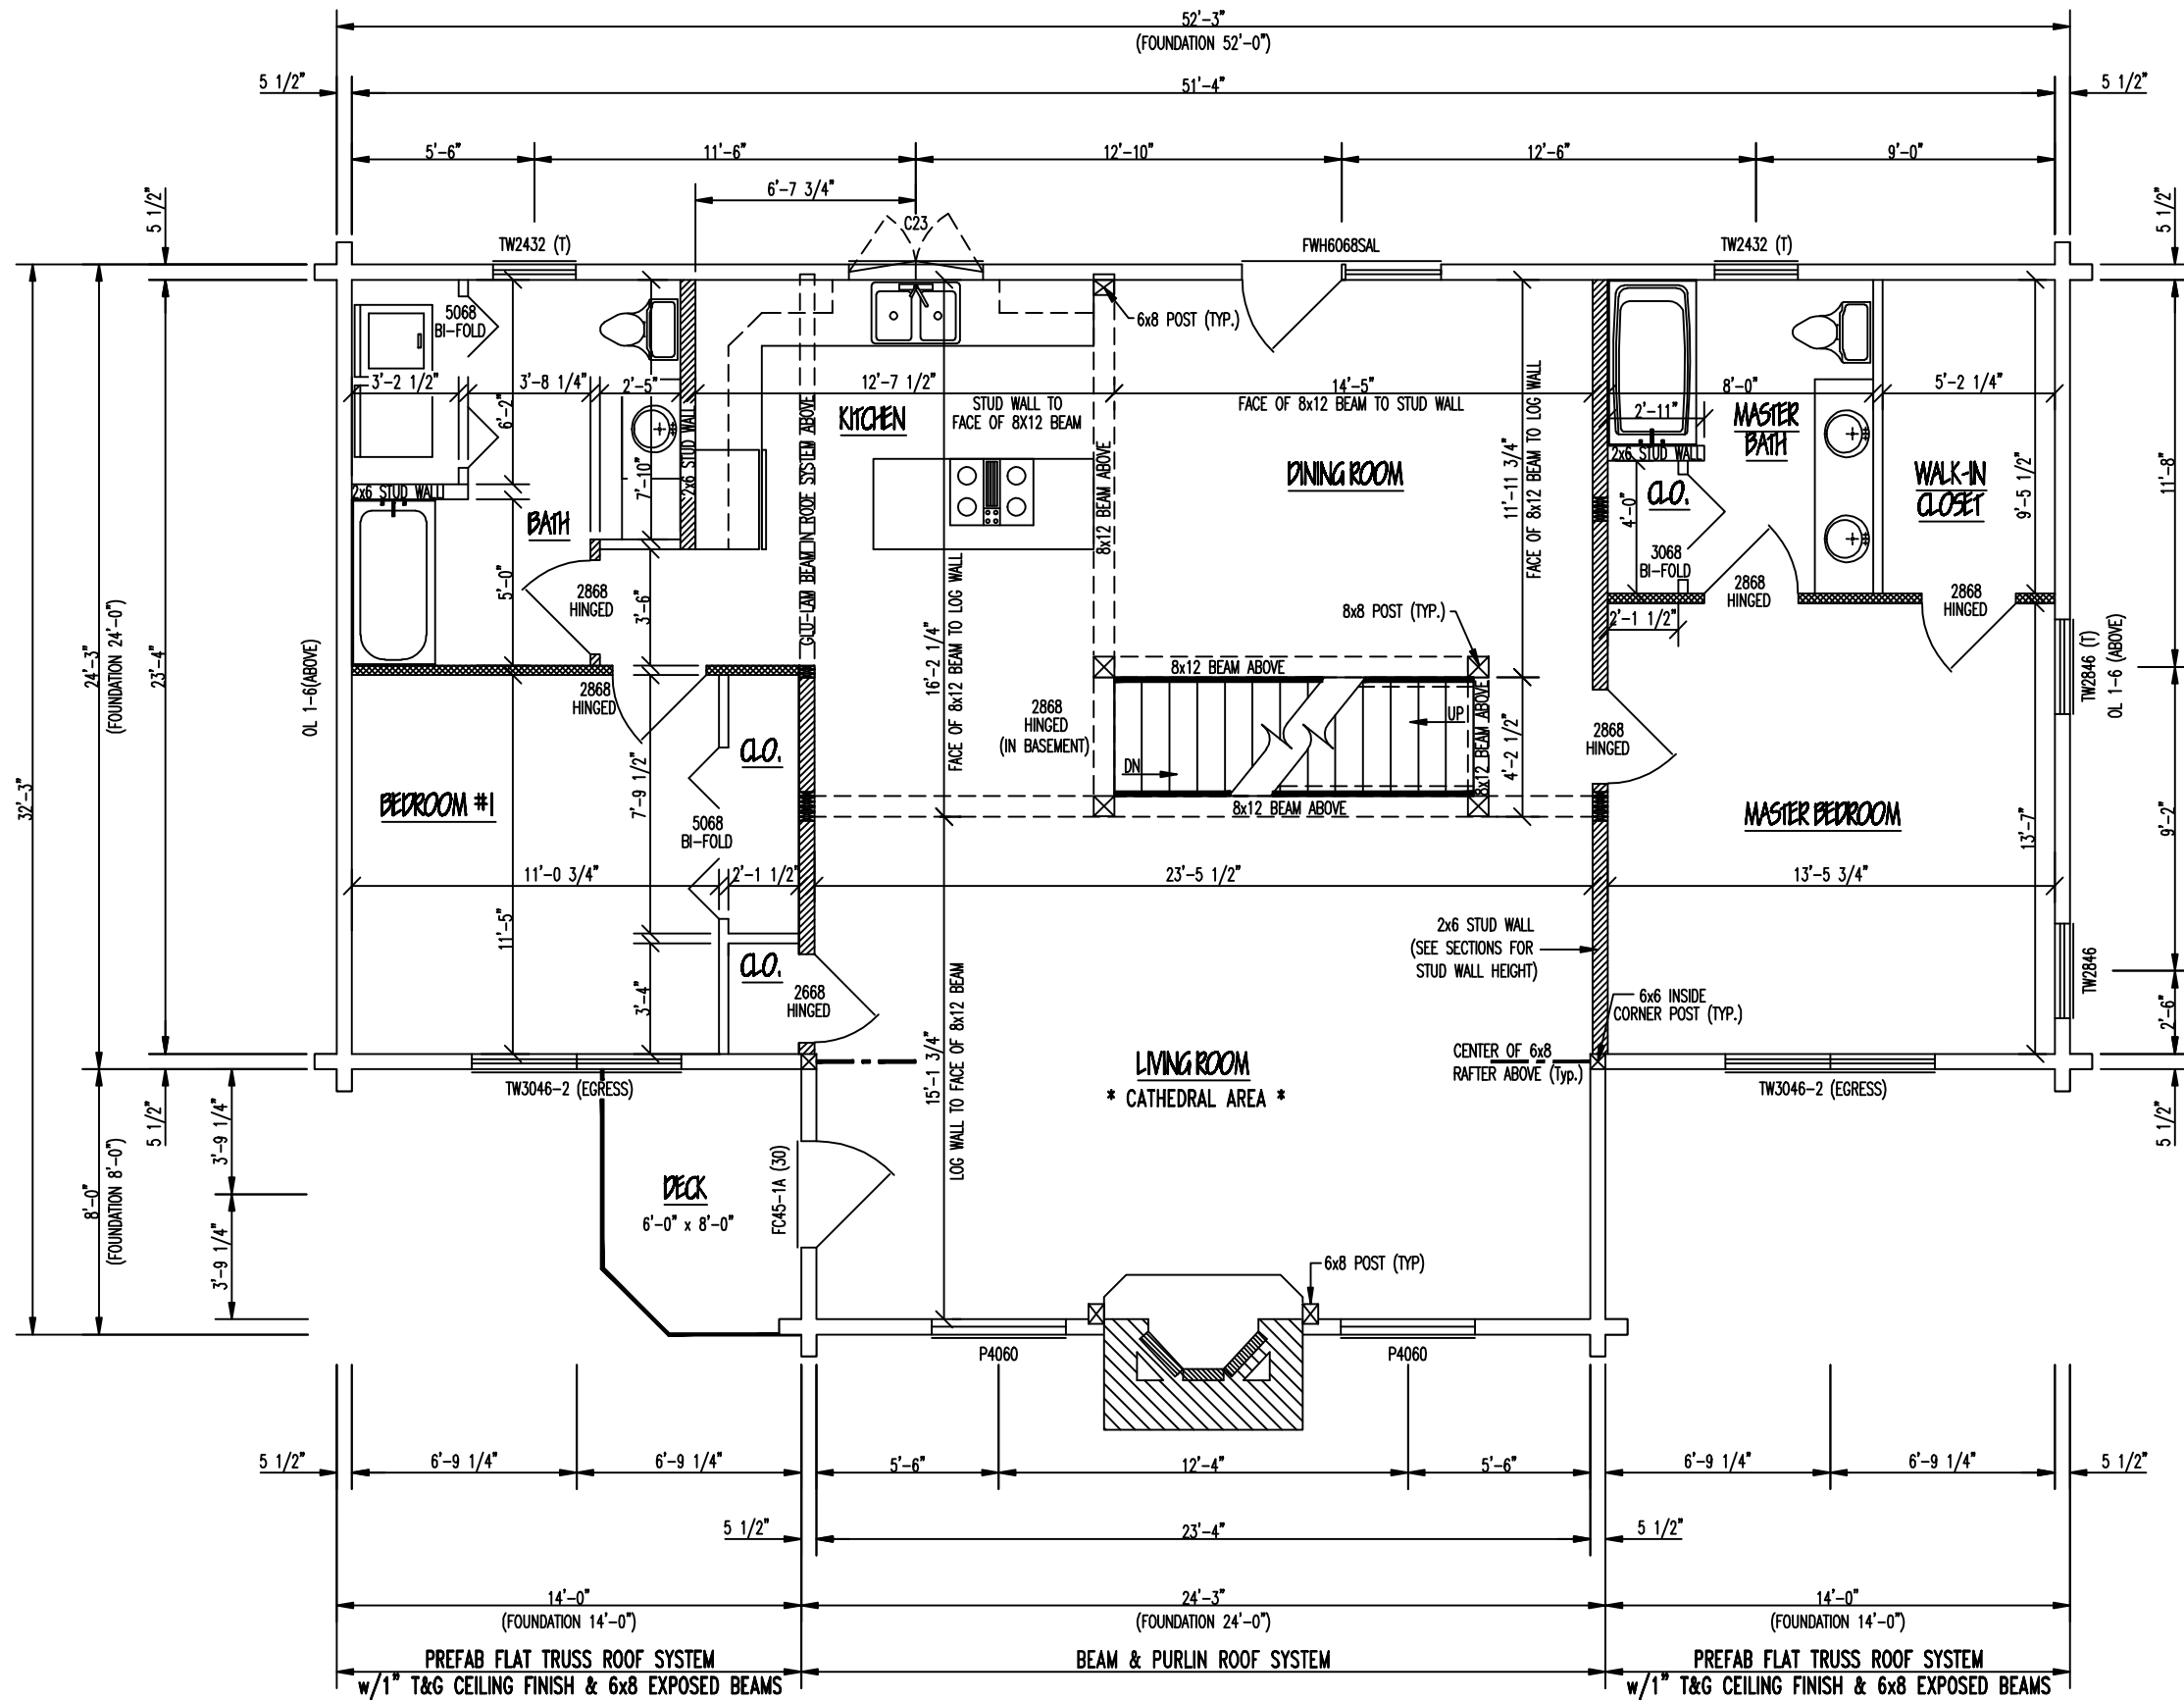 52'-3"
(FOUNDATION 52'-0")
5 1/2"
51'-4"
5 1/2"
5'-6"
11'-6"
12'-10"
12'-6"
9'-0"
6'-7 3/4"
5 1/2"
5 1/2"
C23
TW2432 (T)
FWH6068SAL
TW2432 (T)
5068
BI-FOLD
6x8 POST (TYP.)
3'-2 1/2"
3'-8 1/4"
2'-5"
12'-7 1/2"
14'-5"
8'-0"
5'-2 1/4"
STUD WALL TO
FACE OF 8X12 BEAM
FACE OF 8x12 BEAM TO STUD WALL
KITCHEN
DINING ROOM
2'-11"
MASTER
BATH
WALK-IN
CLOSET
CLO.
2x6 STUD WALL
2x6 STUD WALL
2x6 STUD WALL
BATH
6'-2"
7'-10"
5'-0"
3'-6"
GLU-LAM BEAM IN ROOF SYSTEM ABOVE
8x12 BEAM ABOVE
11'-11 3/4"
FACE OF 8x12 BEAM TO LOG WALL
4'-0"
9'-5 1/2"
11'-8"
3068
BI-FOLD
2868
HINGED
2868
HINGED
2868
HINGED
2'-1 1/2"
8x8 POST (TYP.)
24'-3"
(FOUNDATION 24'-0")
23'-4"
32'-3"
OL 1-6(ABOVE)
16'-2 1/4"
FACE OF 8x12 BEAM TO LOG WALL
TW2846 (T)
OL 1-6 (ABOVE)
8x12 BEAM ABOVE
2868
HINGED
2868
HINGED
(IN BASEMENT)
UP
DN
8x12 BEAM ABOVE
4'-2 1/2"
2868
HINGED
8x12 BEAM ABOVE
CLO.
BEDROOM #1
7'-9 1/2"
5068
BI-FOLD
MASTER BEDROOM
13'-7"
9'-2"
11'-0 3/4"
2'-1 1/2"
23'-5 1/2"
13'-5 3/4"
11'-5"
2x6 STUD WALL
(SEE SECTIONS FOR
STUD WALL HEIGHT)
CLO.
3'-4"
2668
HINGED
6x6 INSIDE
CORNER POST (TYP.)
TW2846
2'-6"
LIVING ROOM
* CATHEDRAL AREA *
CENTER OF 6x8
RAFTER ABOVE (Typ.)
TW3046-2 (EGRESS)
TW3046-2 (EGRESS)
15'-1 3/4"
LOG WALL TO FACE OF 8x12 BEAM
5 1/2"
5 1/2"
3'-9 1/4"
3'-9 1/4"
8'-0"
(FOUNDATION 8'-0")
DECK
6'-0" x 8'-0"
FC45-1A (30)
6x8 POST (TYP)
P4060
P4060
5 1/2"
6'-9 1/4"
6'-9 1/4"
5'-6"
12'-4"
5'-6"
6'-9 1/4"
6'-9 1/4"
5 1/2"
5 1/2"
23'-4"
5 1/2"
14'-0"
(FOUNDATION 14'-0")
24'-3"
(FOUNDATION 24'-0")
14'-0"
(FOUNDATION 14'-0")
PREFAB FLAT TRUSS ROOF SYSTEM
w/1" T&G CEILING FINISH & 6x8 EXPOSED BEAMS
BEAM & PURLIN ROOF SYSTEM
PREFAB FLAT TRUSS ROOF SYSTEM
w/1" T&G CEILING FINISH & 6x8 EXPOSED BEAMS